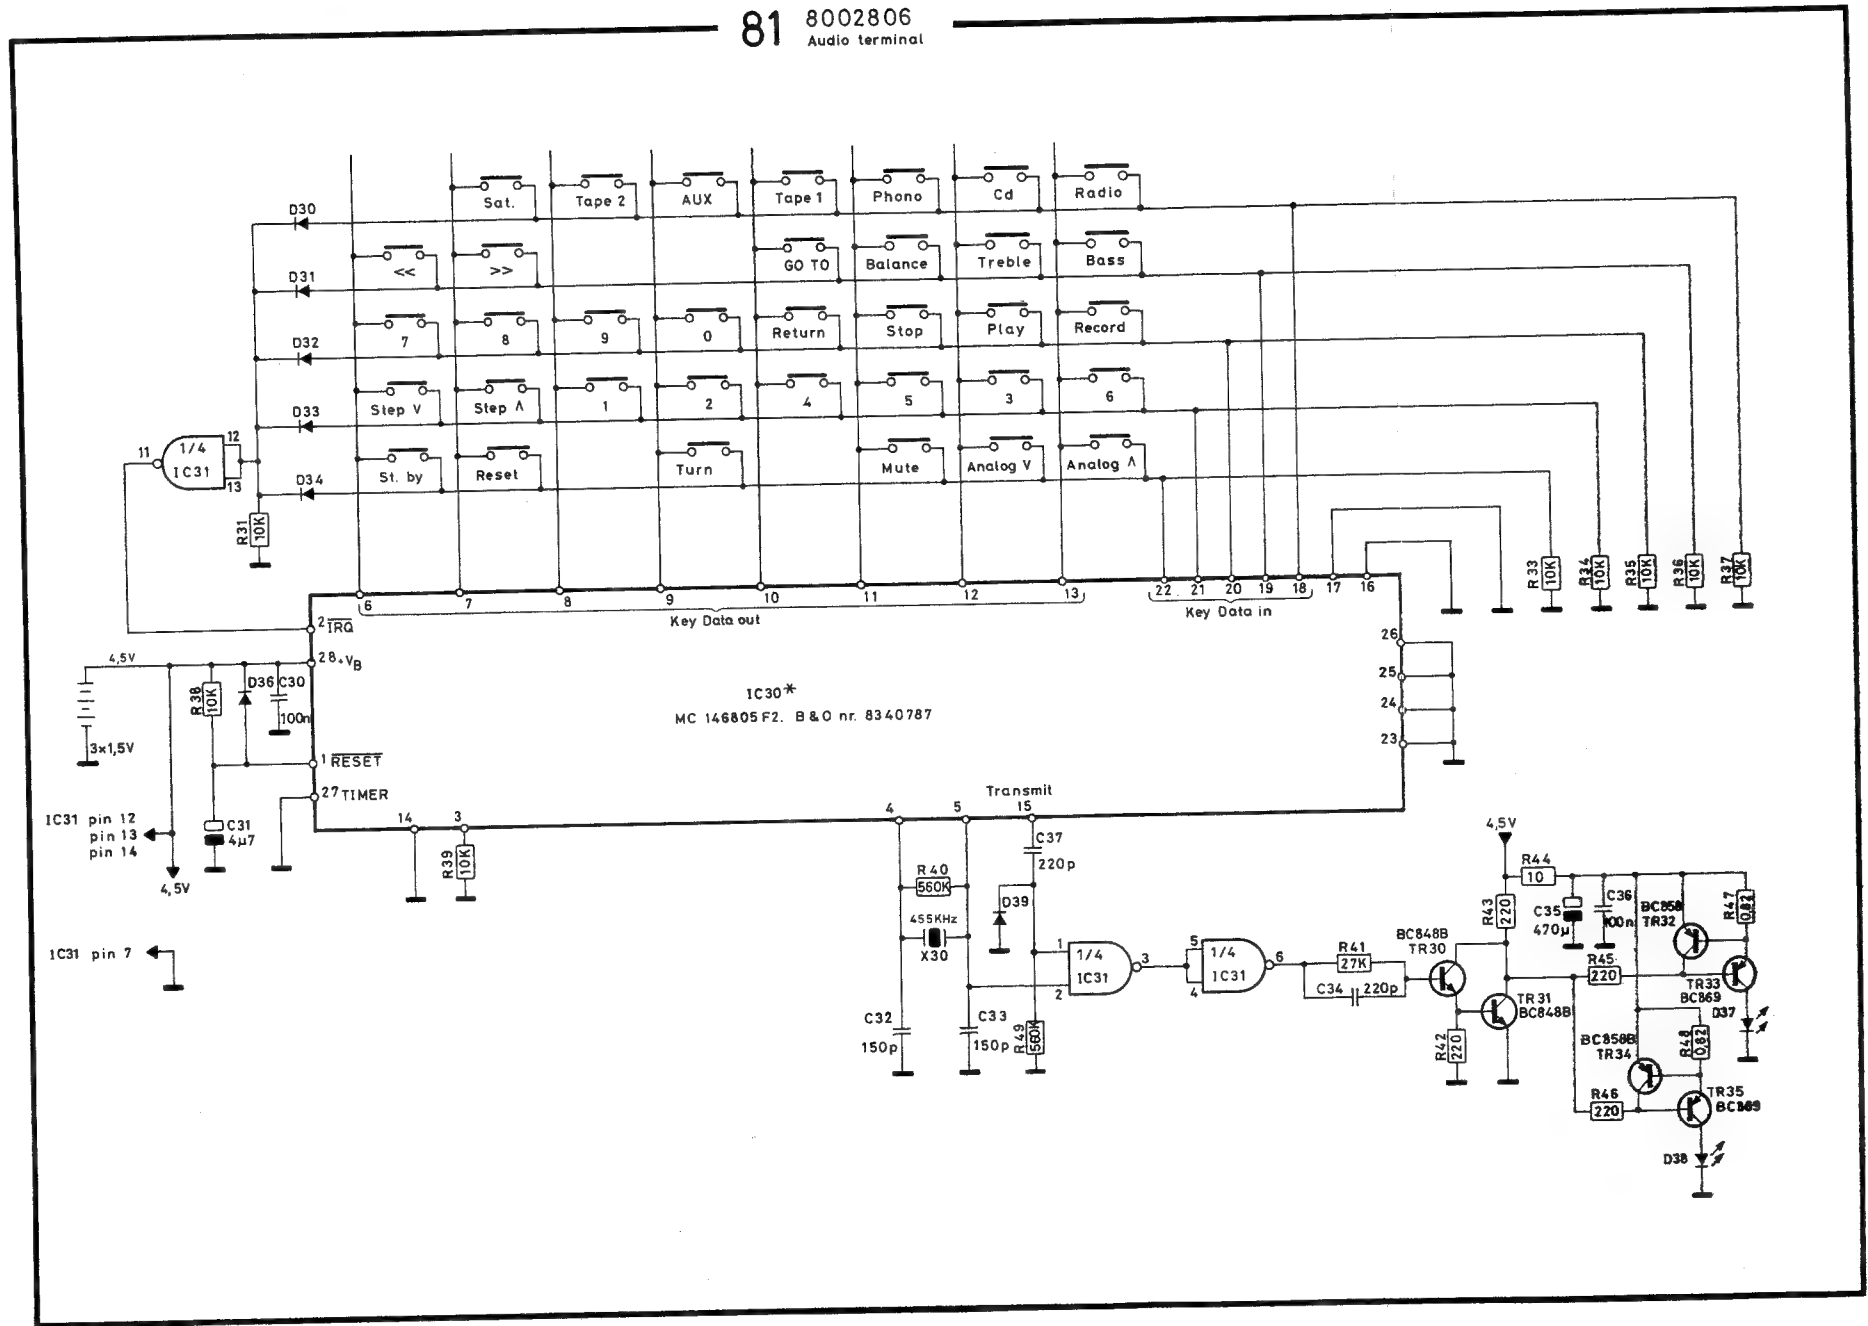 81 8002806
Audio terminal
Sat. Tape 2 AUX Tape 1 Phono Cd Radio
D30
<< >> GO TO Balance Treble Bass
D31
7 8 9 0 Return Stop Play Record
D32
Step V Step Λ 1 2 4 5 3 6
D33
St. by Reset Turn Mute Analog V Analog Λ
D34
11 1/4 IC31 12 13
R31 10K
R33 10K
R34 10K
R35 10K
R36 10K
R37 10K
6 7 8 9 10 11 12 13 22 21 20 19 18 17 16
Key Data out
Key Data in
2 IRQ
28 +VB
4,5V
R38 10K
D36
C30
100n
3×1,5V
1 RESET
27 TIMER
IC30*
MC 146805F2. B&O nr. 8340787
26
25
24
23
IC31 pin 12
pin 13
pin 14
4,5V
C31
4µ7
IC31 pin 7
14 3 4 5 15
Transmit
R39 10K
R40
560K
455KHz
X30
C32
150p
C33
150p
C37
220p
D39
R49 560K
1 2 1/4 IC31 3
5 4 1/4 IC31 6
R41
27K
C34 220p
BC848B
TR30
R42 220
R43 220
4,5V
R44
10
TR31
BC848B
C35
470µ
C36
100n
BC858
TR32
R47 0,82
R45
220
TR33
BC869
D37
BC858B
TR34
R48 0,82
R46
220
TR35
BC869
D38